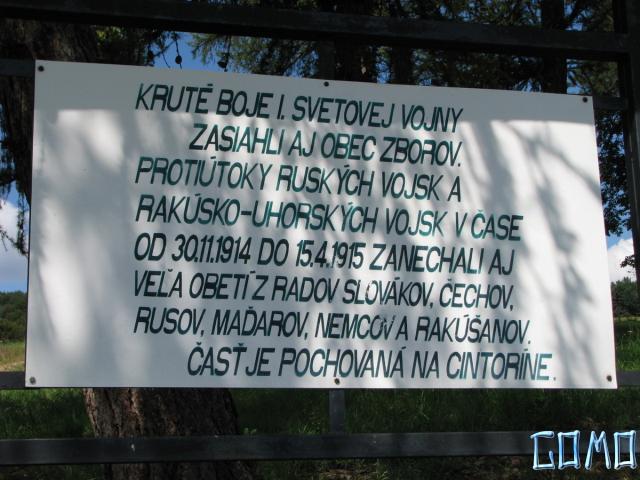 KRUTÉ BOJE I. SVETOVEJ VOJNY
ZASIAHLI AJ OBEC ZBOROV.
PROTIÚTOKY RUSKÝCH VOJSK A
RAKÚSKO-UHORSKÝCH VOJSK V ČASE
OD 30.11.1914 DO 15.4.1915 ZANECHALI AJ
VEĽA OBETÍ Z RADOV SLOVÁKOV, ČECHOV,
RUSOV, MAĎAROV, NEMCOV A RAKÚŠANOV.
ČASŤ JE POCHOVANÁ NA CINTORÍNE.
COMO